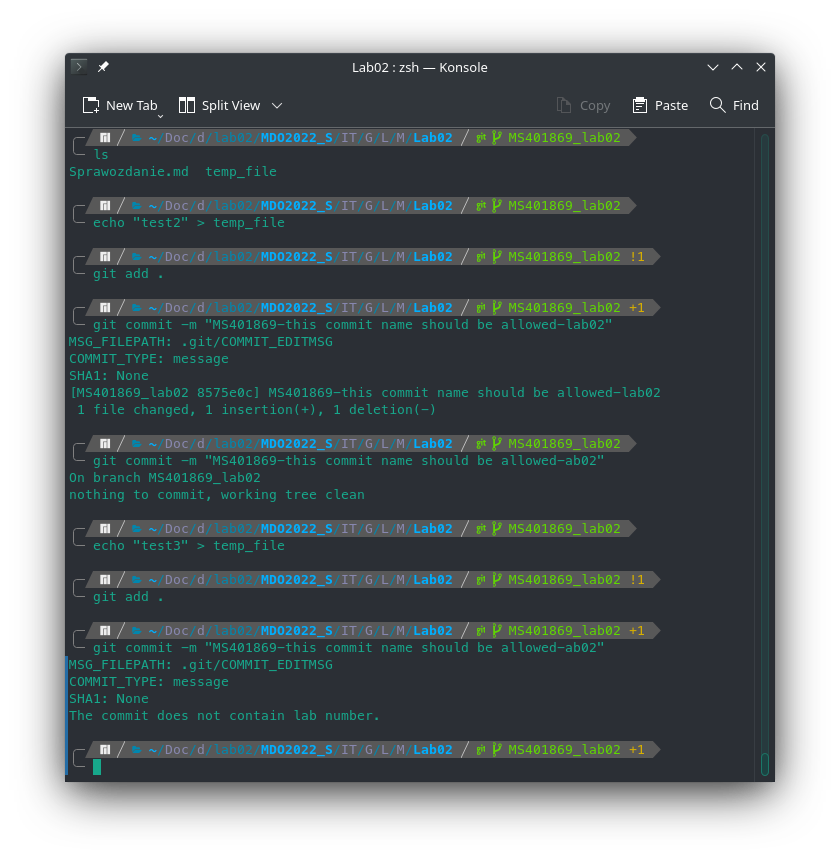 Lab02 : zsh — Konsole
New Tab Split View Copy Paste Find
~/Doc/d/lab02/MDO2022_S/IT/G/L/M/Lab02 / git MS401869_lab02
ls
Sprawozdanie.md  temp_file
~/Doc/d/lab02/MDO2022_S/IT/G/L/M/Lab02 / git MS401869_lab02
echo "test2" > temp_file
~/Doc/d/lab02/MDO2022_S/IT/G/L/M/Lab02 / git MS401869_lab02 !1
git add .
~/Doc/d/lab02/MDO2022_S/IT/G/L/M/Lab02 / git MS401869_lab02 +1
git commit -m "MS401869-this commit name should be allowed-lab02"
MSG_FILEPATH: .git/COMMIT_EDITMSG
COMMIT_TYPE: message
SHA1: None
[MS401869_lab02 8575e0c] MS401869-this commit name should be allowed-lab02
1 file changed, 1 insertion(+), 1 deletion(-)
~/Doc/d/lab02/MDO2022_S/IT/G/L/M/Lab02 / git MS401869_lab02
git commit -m "MS401869-this commit name should be allowed-ab02"
On branch MS401869_lab02
nothing to commit, working tree clean
~/Doc/d/lab02/MDO2022_S/IT/G/L/M/Lab02 / git MS401869_lab02
echo "test3" > temp_file
~/Doc/d/lab02/MDO2022_S/IT/G/L/M/Lab02 / git MS401869_lab02 !1
git add .
~/Doc/d/lab02/MDO2022_S/IT/G/L/M/Lab02 / git MS401869_lab02 +1
git commit -m "MS401869-this commit name should be allowed-ab02"
MSG_FILEPATH: .git/COMMIT_EDITMSG
COMMIT_TYPE: message
SHA1: None
The commit does not contain lab number.
~/Doc/d/lab02/MDO2022_S/IT/G/L/M/Lab02 / git MS401869_lab02 +1